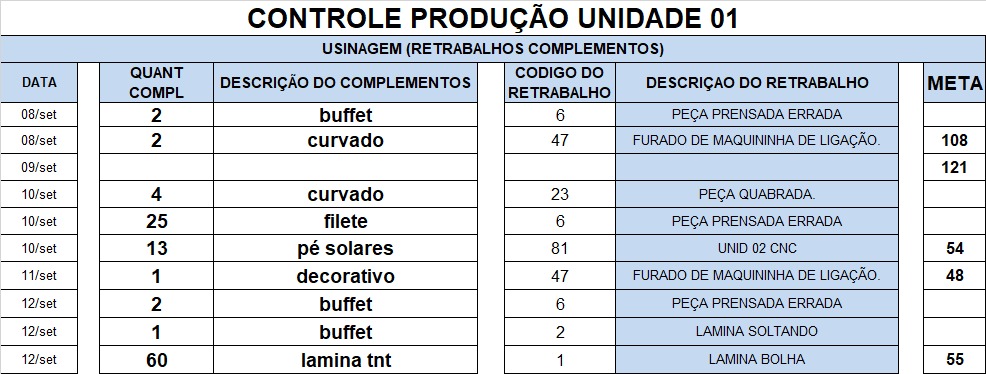 CONTROLE PRODUÇÃO UNIDADE 01
USINAGEM (RETRABALHOS COMPLEMENTOS)
DATA QUANT COMPL DESCRIÇÃO DO COMPLEMENTOS CODIGO DO RETRABALHO DESCRIÇAO DO RETRABALHO META
08/set 2 buffet 6 PEÇA PRENSADA ERRADA
08/set 2 curvado 47 FURADO DE MAQUININHA DE LIGAÇÃO. 108
09/set 121
10/set 4 curvado 23 PEÇA QUABRADA.
10/set 25 filete 6 PEÇA PRENSADA ERRADA
10/set 13 pé solares 81 UNID 02 CNC 54
11/set 1 decorativo 47 FURADO DE MAQUININHA DE LIGAÇÃO. 48
12/set 2 buffet 6 PEÇA PRENSADA ERRADA
12/set 1 buffet 2 LAMINA SOLTANDO
12/set 60 lamina tnt 1 LAMINA BOLHA 55